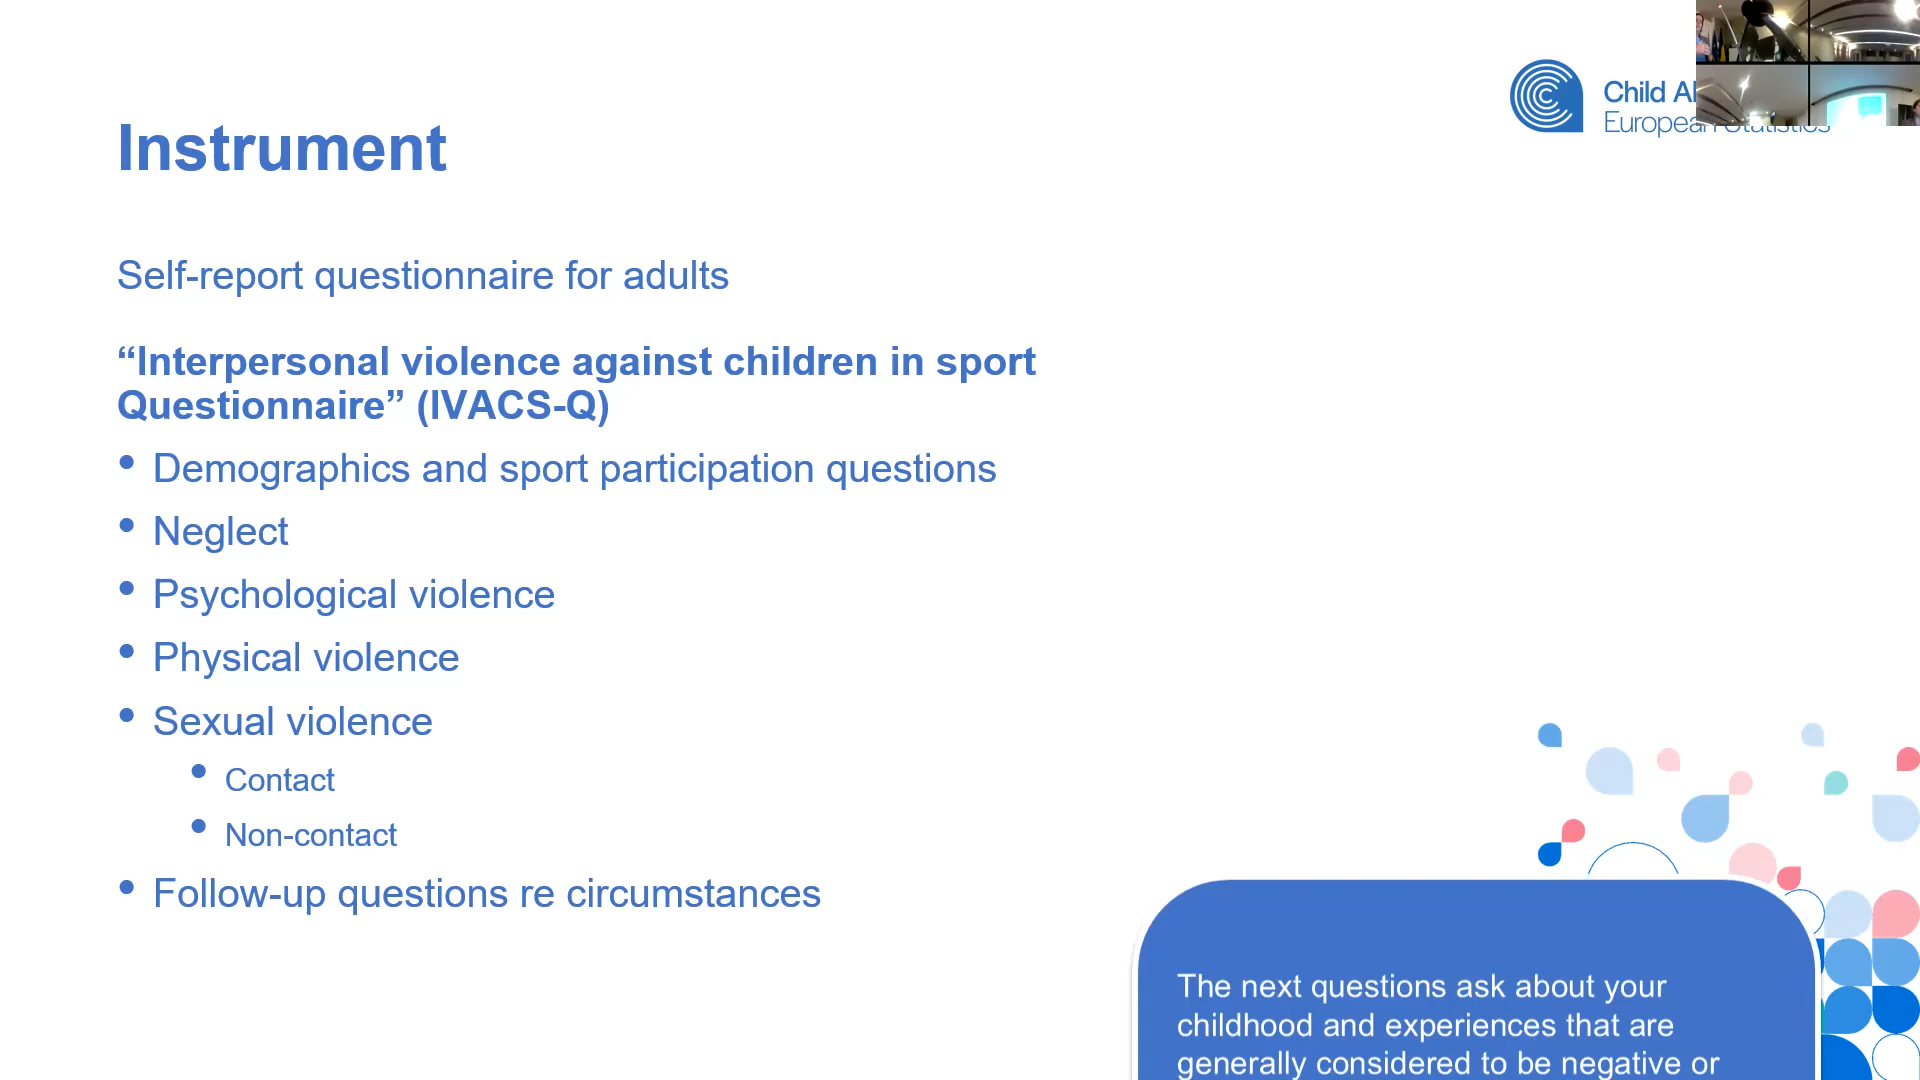 Child
European Statistics
Instrument
Self-report questionnaire for adults
“Interpersonal violence against children in sport
Questionnaire” (IVACS-Q)
• Demographics and sport participation questions
• Neglect
• Psychological violence
• Physical violence
• Sexual violence
• Contact
• Non-contact
• Follow-up questions re circumstances
The next questions ask about your
childhood and experiences that are
generally considered to be negative or